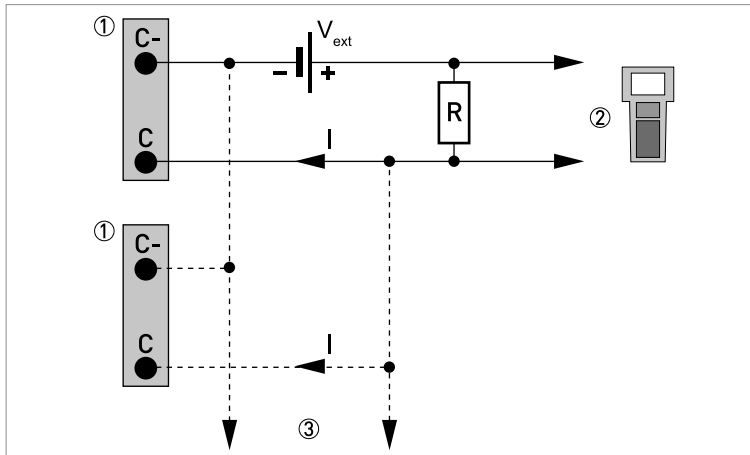 ① C-
V ext
- +
R
②
C
I
① C-
C
I
③